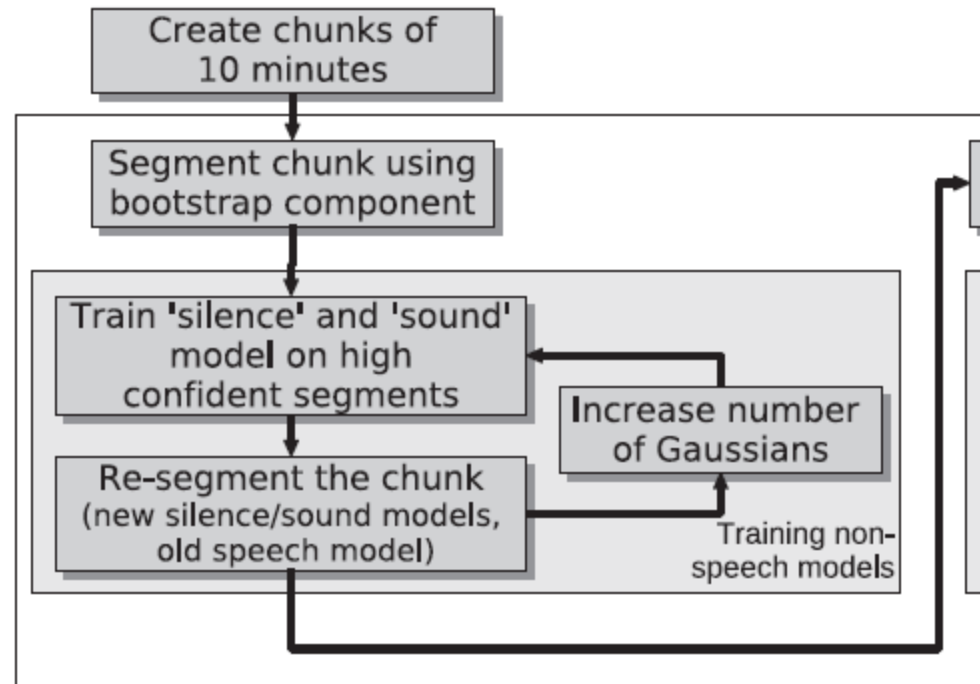 Create chunks of
10 minutes
Segment chunk using
bootstrap component
Train 'silence' and 'sound'
model on high
confident segments
Increase number
of Gaussians
Re-segment the chunk
(new silence/sound models,
old speech model)
Training non-
speech models